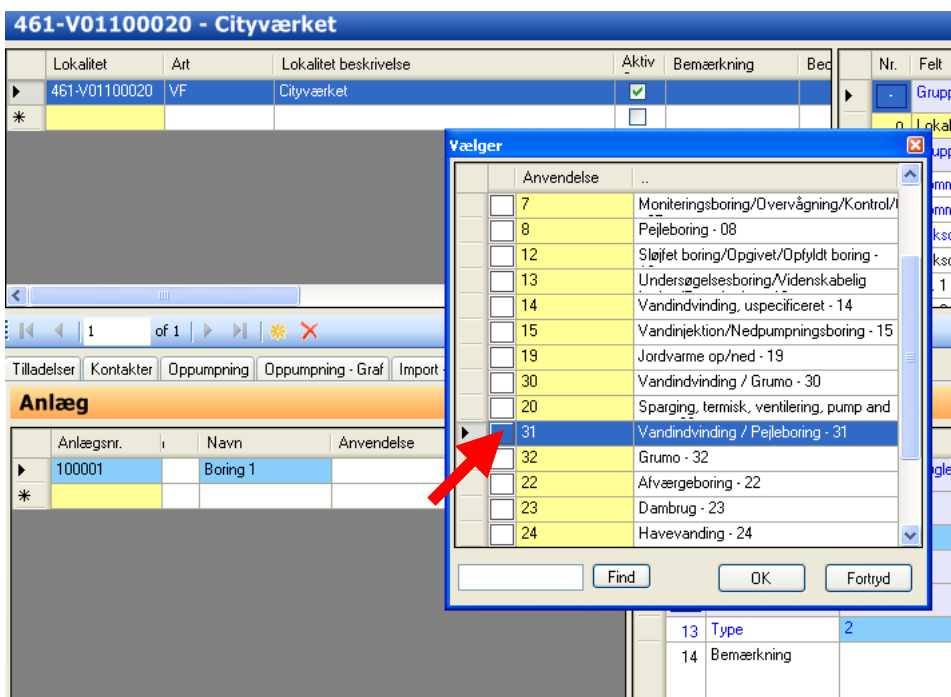 461-V01100020 - Cityværket
Lokalitet Art Lokalitet beskrivelse Aktiv Bemærkning Bed Nr. Felt
461-V01100020 VF Cityværket - Grupp
0 Lokal
Vælger
Anvendelse ..
7 Moniteringsboring/Overvågning/Kontrol/
8 Pejleboring - 08
12 Sløjfet boring/Opgivet/Opfyldt boring -
13 Undersøgelsesboring/Videnskabelig
14 Vandindvinding, uspecificeret - 14
15 Vandinjektion/Nedpumpningsboring - 15
19 Jordvarme op/ned - 19
30 Vandindvinding / Grumo - 30
20 Sparging, termisk, ventilering, pump and
31 Vandindvinding / Pejleboring - 31
32 Grumo - 32
22 Afværgeboring - 22
23 Dambrug - 23
24 Havevanding - 24
Find OK Fortryd
1 of 1
Tilladelser Kontakter Oppumpning Oppumpning - Graf Import -
Anlæg
Anlægsnr. Navn Anvendelse
100001 Boring 1
13 Type 2
14 Bemærkning